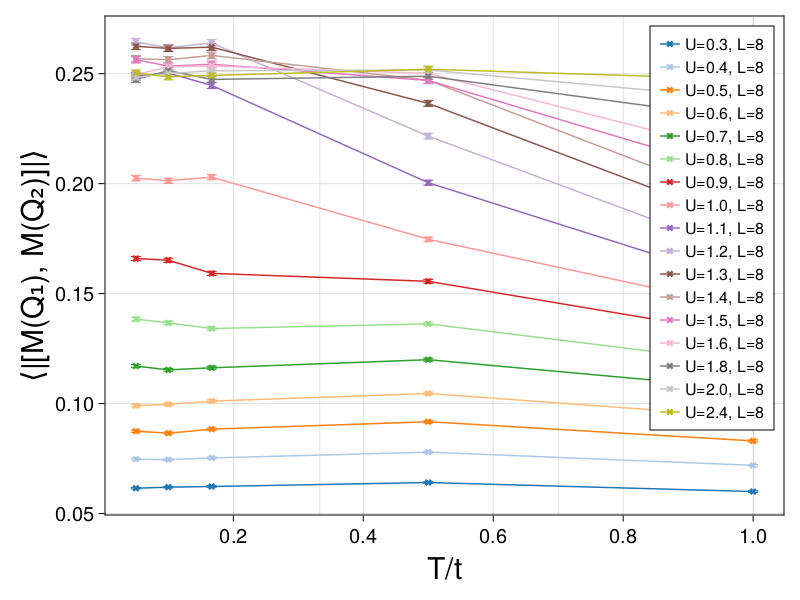 ⟨|[M(Q₁), M(Q₂)]|⟩
0.25
0.20
0.15
0.10
0.05
0.2
0.4
0.6
0.8
1.0
T/t
U=0.3, L=8
U=0.4, L=8
U=0.5, L=8
U=0.6, L=8
U=0.7, L=8
U=0.8, L=8
U=0.9, L=8
U=1.0, L=8
U=1.1, L=8
U=1.2, L=8
U=1.3, L=8
U=1.4, L=8
U=1.5, L=8
U=1.6, L=8
U=1.8, L=8
U=2.0, L=8
U=2.4, L=8